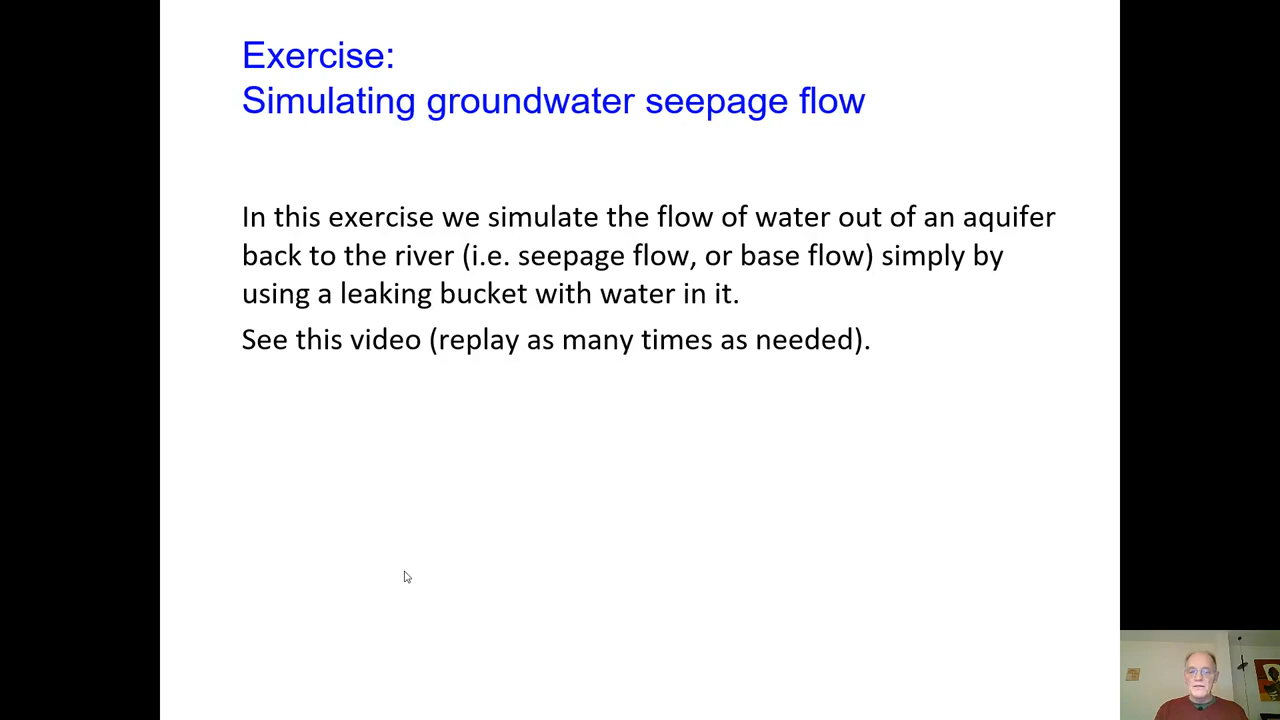 Exercise:
Simulating groundwater seepage flow
In this exercise we simulate the flow of water out of an aquifer
back to the river (i.e. seepage flow, or base flow) simply by
using a leaking bucket with water in it.
See this video (replay as many times as needed).